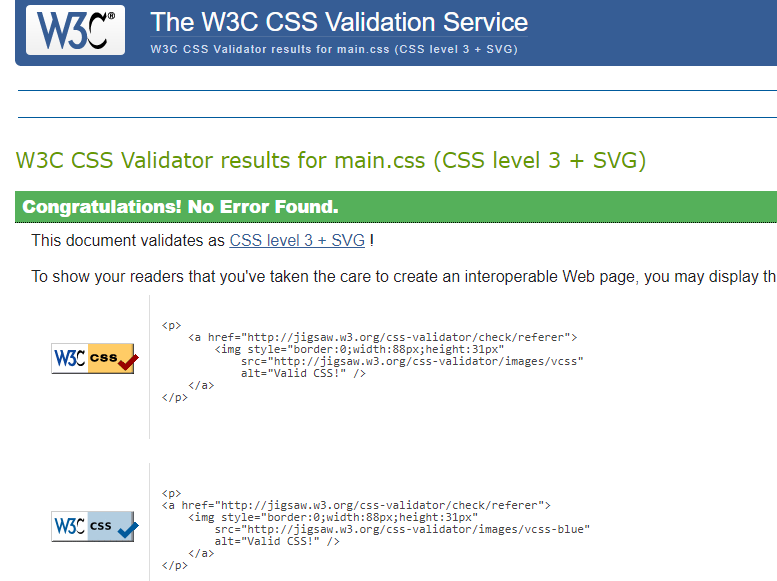 W3C® The W3C CSS Validation Service
W3C CSS Validator results for main.css (CSS level 3 + SVG)
W3C CSS Validator results for main.css (CSS level 3 + SVG)
Congratulations! No Error Found.
This document validates as CSS level 3 + SVG !
To show your readers that you've taken the care to create an interoperable Web page, you may display th
<p>
<a href="http://jigsaw.w3.org/css-validator/check/referer">
<img style="border:0;width:88px;height:31px"
W3C css
src="http://jigsaw.w3.org/css-validator/images/vcss"
alt="Valid CSS!" />
</a>
</p>
<p>
<a href="http://jigsaw.w3.org/css-validator/check/referer">
<img style="border:0;width:88px;height:31px"
W3C css
src="http://jigsaw.w3.org/css-validator/images/vcss-blue"
alt="Valid CSS!" />
</a>
</p>